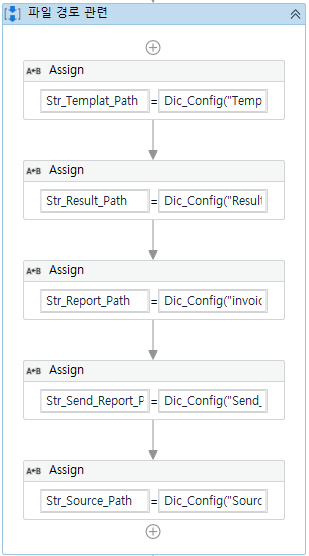 파일 경로 관련
A+B Assign
Str_Templat_Path = Dic_Config("Temp
A+B Assign
Str_Result_Path = Dic_Config("Result
A+B Assign
Str_Report_Path = Dic_Config("invoic
A+B Assign
Str_Send_Report_P = Dic_Config("Send_
A+B Assign
Str_Source_Path = Dic_Config("Sourc